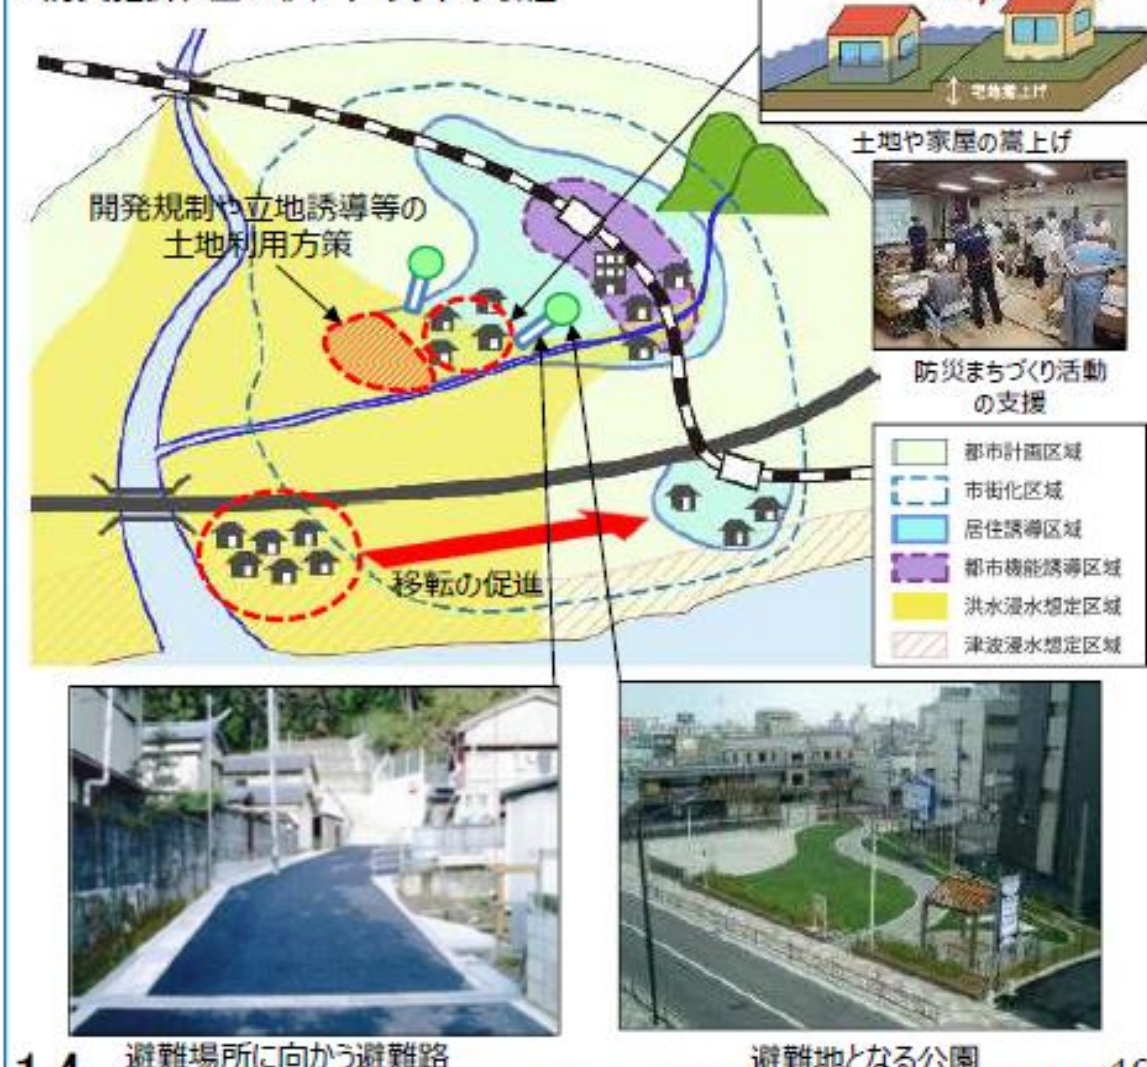 宅地嵩上げ
土地や家屋の嵩上げ
開発規制や立地誘導等の
土地利用方策
防災まちづくり活動
の支援
都市計画区域
市街化区域
居住誘導区域
都市機能誘導区域
洪水浸水想定区域
津波浸水想定区域
移転の促進
避難場所に向かう避難路
避難地となる公園